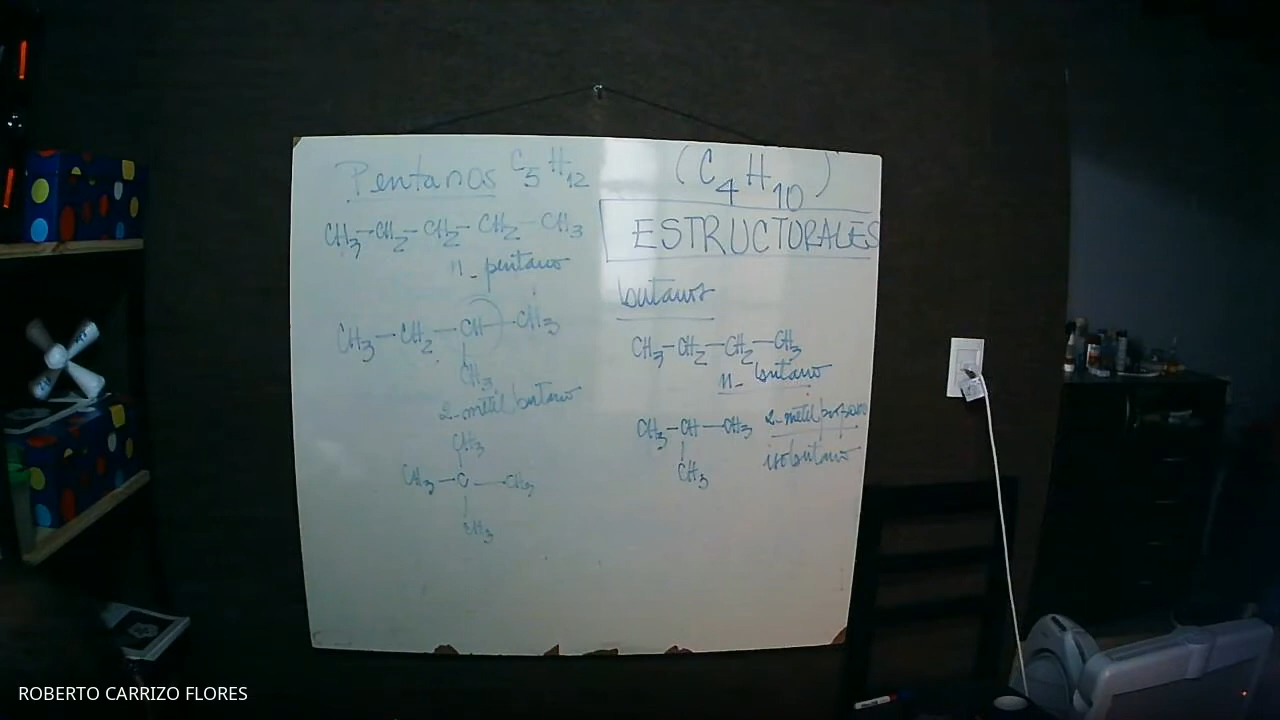 Pentanos C5H12
CH3-CH2-CH2-CH2-CH3
n-pentano
CH3-CH2-CH-CH3
CH3
2-metil butano
CH3
CH3-C-CH3
CH3
(C4H10)
ESTRUCTURALES
butanos
CH3-CH2-CH2-CH3
n-butano
CH3-CH-CH3 2-metil propano
CH3 isobutano
ROBERTO CARRIZO FLORES